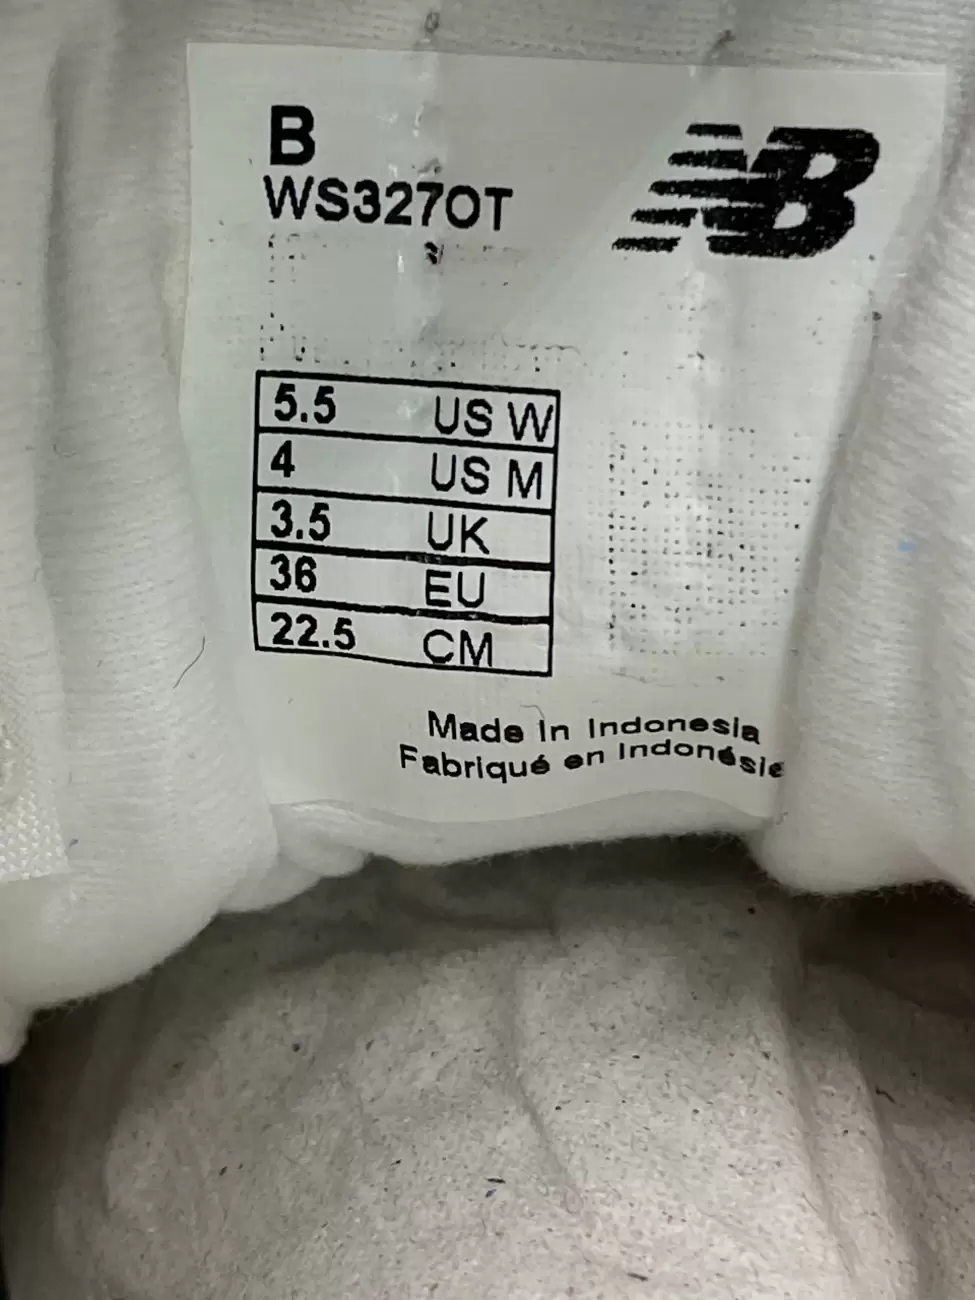 B
WS327OT
NB
5.5 US W
4 US M
3.5 UK
36 EU
22.5 CM
Made in Indonesia
Fabriqué en Indonésie